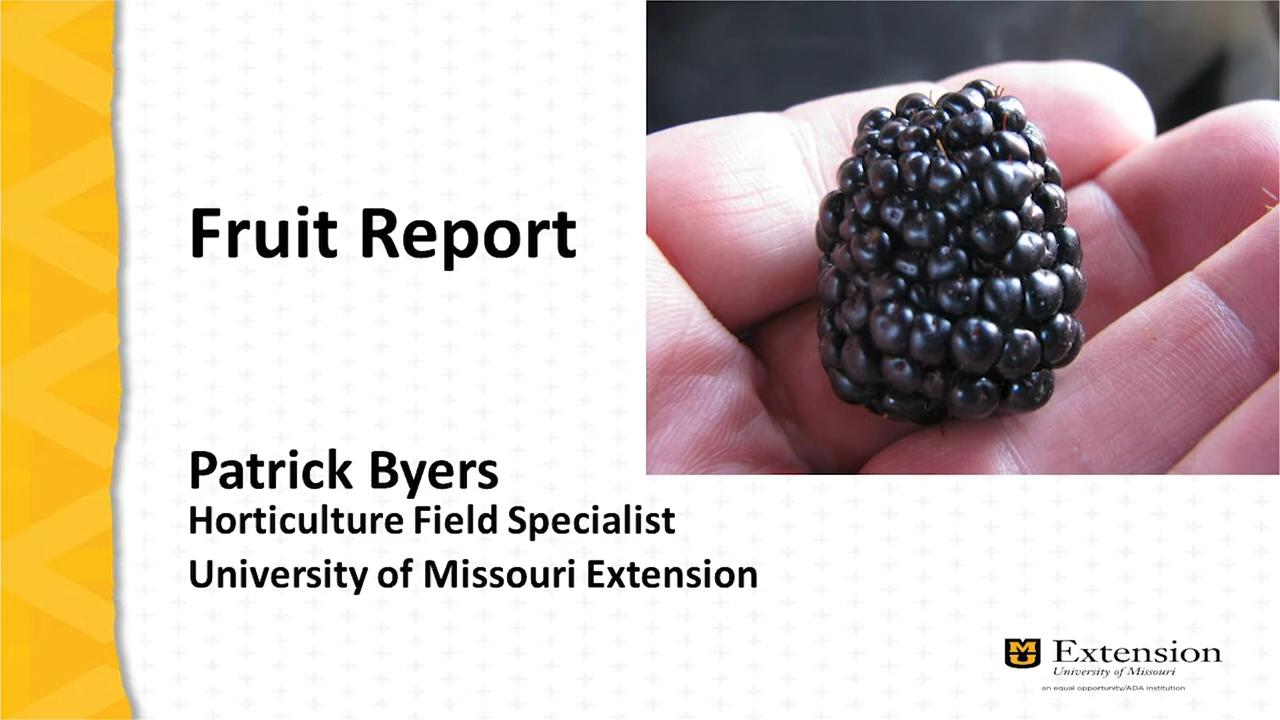 Fruit Report
Patrick Byers
Horticulture Field Specialist
University of Missouri Extension
Extension
University of Missouri
an equal opportunity/ADA institution